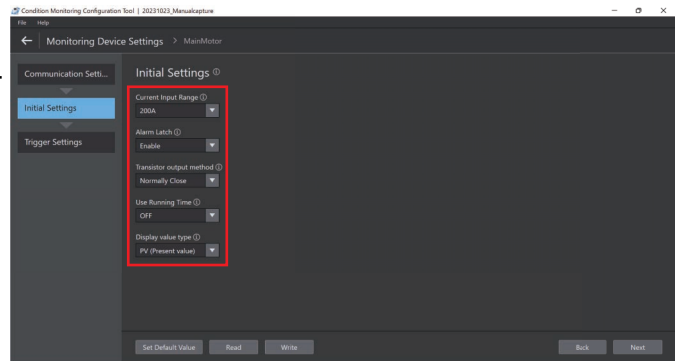 Condition Monitoring Configuration Tool | 20231023_Manualcapture
File Help
Monitoring Device Settings > MainMotor
Communication Setti...
Initial Settings
Trigger Settings
Initial Settings
Current Input Range
200A
Alarm Latch
Enable
Transistor output method
Normally Close
Use Running Time
OFF
Display value type
PV (Present value)
Set Default Value Read Write Back Next